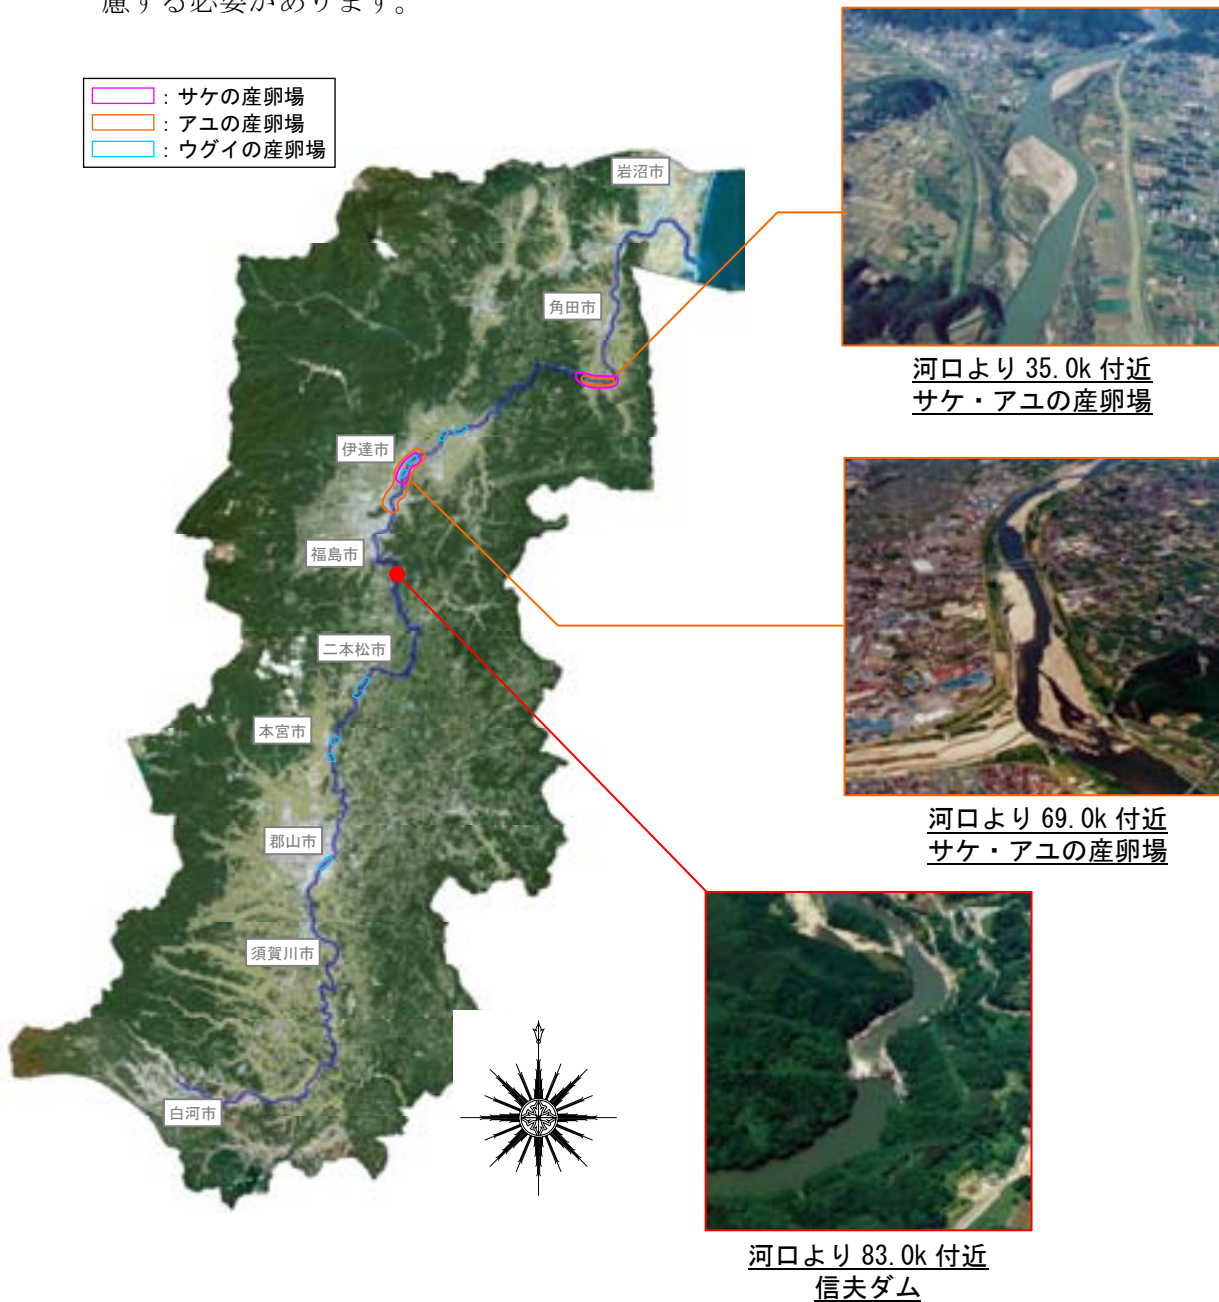 慮する必要があります。
：サケの産卵場
：アユの産卵場
：ウグイの産卵場
岩沼市
角田市
河口より 35.0k 付近
サケ・アユの産卵場
伊達市
福島市
二本松市
本宮市
河口より 69.0k 付近
サケ・アユの産卵場
郡山市
須賀川市
白河市
河口より 83.0k 付近
信夫ダム